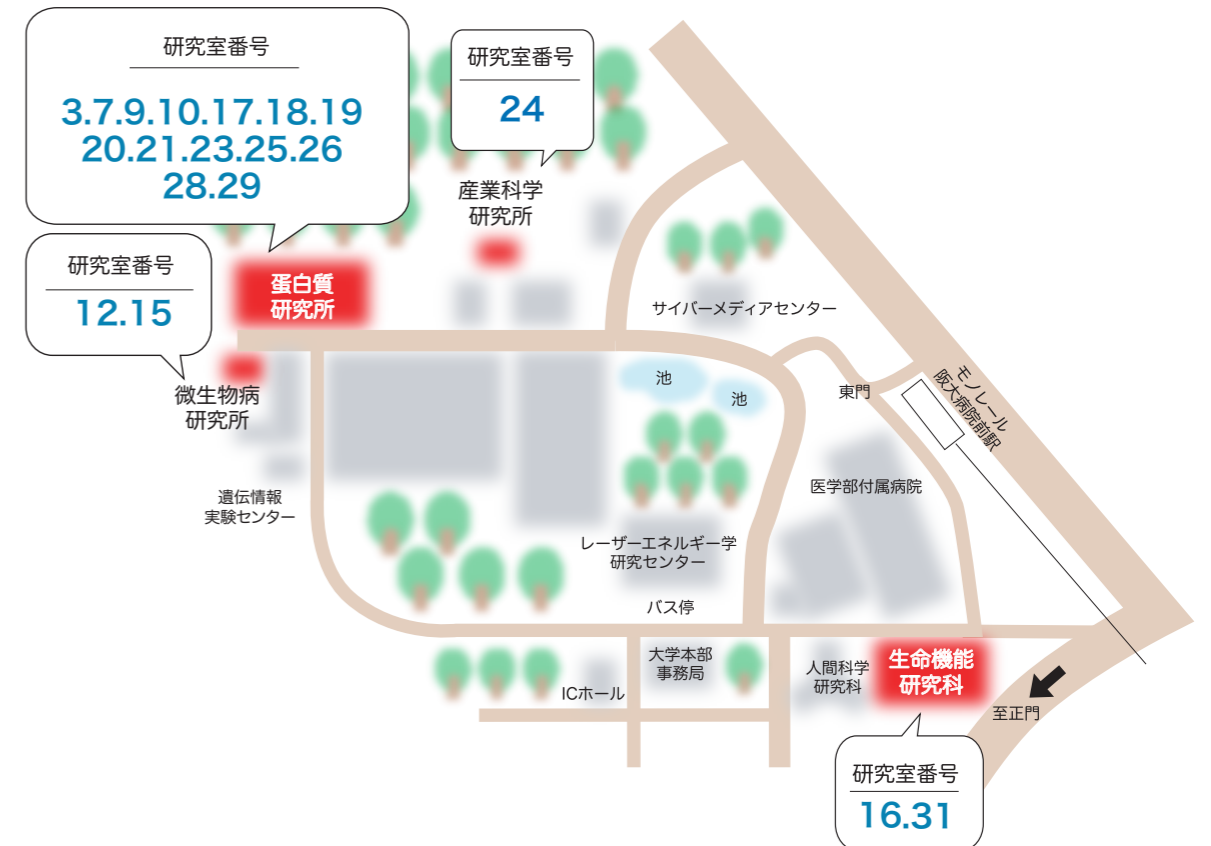 研究室番号
3.7.9.10.17.18.19
20.21.23.25.26
28.29
研究室番号
24
産業科学
研究所
研究室番号
12.15
蛋白質
研究所
微生物病
研究所
サイバーメディアセンター
池
池
東門
モノレール
阪大病院前駅
医学部付属病院
遺伝情報
実験センター
レーザーエネルギー学
研究センター
バス停
大学本部
事務局
ICホール
人間科学
研究科
生命機能
研究科
至正門
研究室番号
16.31